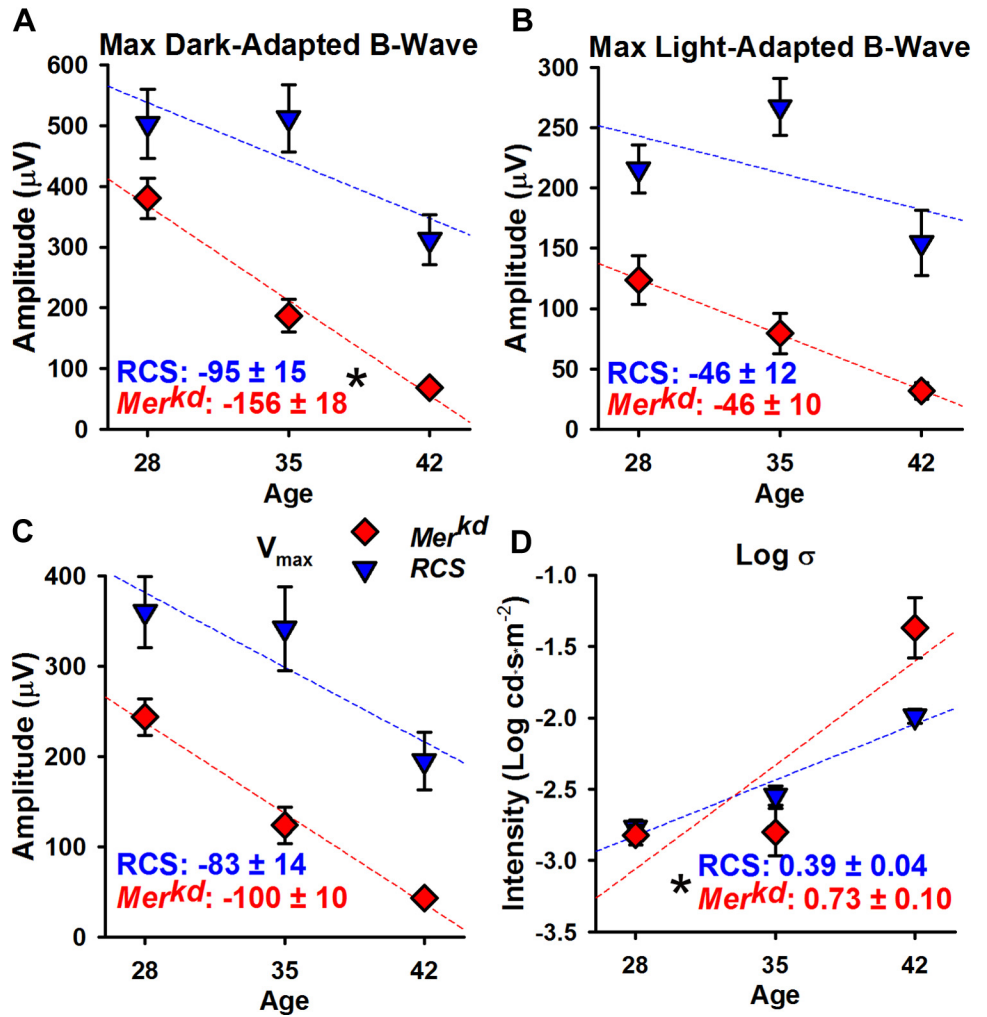 A
Max Dark-Adapted B-Wave
Amplitude (μV)
600
500
400
300
200
100
0
RCS: -95 ± 15
Merkd: -156 ± 18
*
28
35
42
Age
B
Max Light-Adapted B-Wave
Amplitude (μV)
300
250
200
150
100
50
0
RCS: -46 ± 12
Merkd: -46 ± 10
28
35
42
Age
C
Vmax
Merkd
RCS
Amplitude (μV)
400
300
200
100
0
RCS: -83 ± 14
Merkd: -100 ± 10
28
35
42
Age
D
Log σ
Intensity (Log cd·s·m-2)
-1.0
-1.5
-2.0
-2.5
-3.0
-3.5
RCS: 0.39 ± 0.04
*
Merkd: 0.73 ± 0.10
28
35
42
Age